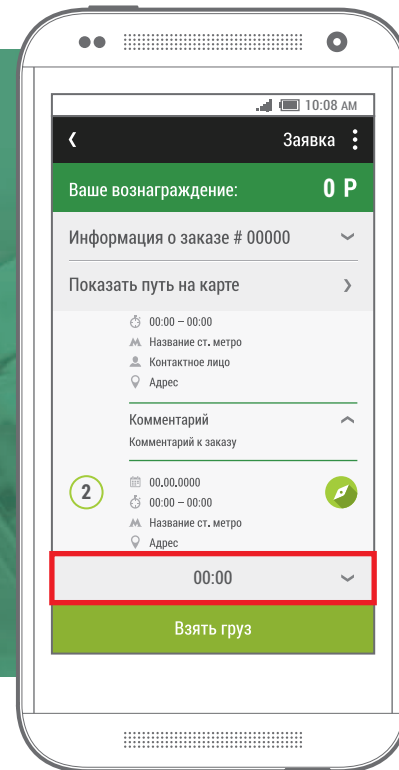 10:08 AM
Заявка
Ваше вознаграждение: 0 Р
Информация о заказе # 00000
Показать путь на карте
00:00 – 00:00
Название ст. метро
Контактное лицо
Адрес
Комментарий
Комментарий к заказу
2
00.00.0000
00:00 – 00:00
Название ст. метро
Адрес
00:00
Взять груз